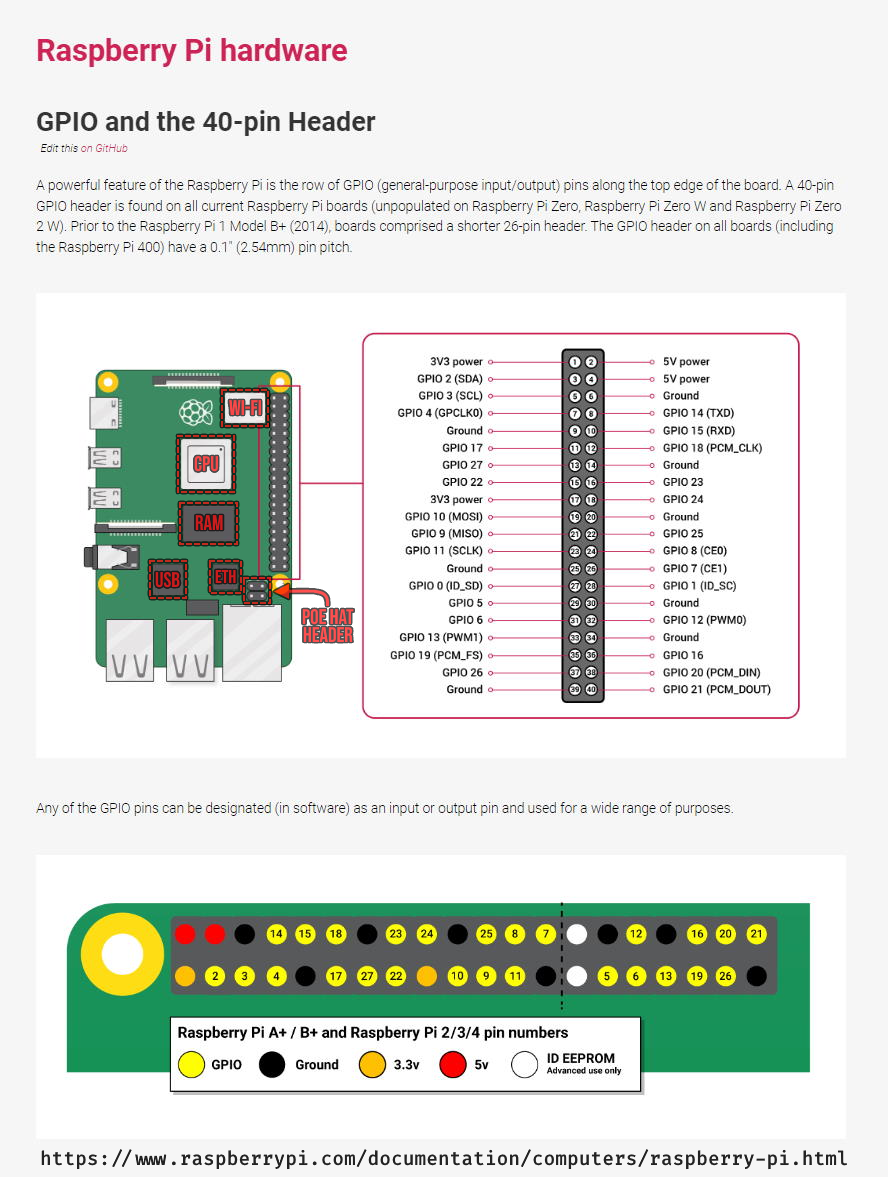 Raspberry Pi hardware
GPIO and the 40-pin Header
Edit this on GitHub
A powerful feature of the Raspberry Pi is the row of GPIO (general-purpose input/output) pins along the top edge of the board. A 40-pin
GPIO header is found on all current Raspberry Pi boards (unpopulated on Raspberry Pi Zero, Raspberry Pi Zero W and Raspberry Pi Zero
2 W). Prior to the Raspberry Pi 1 Model B+ (2014), boards comprised a shorter 26-pin header. The GPIO header on all boards (including
the Raspberry Pi 400) have a 0.1" (2.54mm) pin pitch.
Wi-Fi
CPU
RAM
USB
ETH
POE HAT
HEADER
3V3 power 1 2 5V power
GPIO 2 (SDA) 3 4 5V power
GPIO 3 (SCL) 5 6 Ground
GPIO 4 (GPCLK0) 7 8 GPIO 14 (TXD)
Ground 9 10 GPIO 15 (RXD)
GPIO 17 11 12 GPIO 18 (PCM_CLK)
GPIO 27 13 14 Ground
GPIO 22 15 16 GPIO 23
3V3 power 17 18 GPIO 24
GPIO 10 (MOSI) 19 20 Ground
GPIO 9 (MISO) 21 22 GPIO 25
GPIO 11 (SCLK) 23 24 GPIO 8 (CE0)
Ground 25 26 GPIO 7 (CE1)
GPIO 0 (ID_SD) 27 28 GPIO 1 (ID_SC)
GPIO 5 29 30 Ground
GPIO 6 31 32 GPIO 12 (PWM0)
GPIO 13 (PWM1) 33 34 Ground
GPIO 19 (PCM_FS) 35 36 GPIO 16
GPIO 26 37 38 GPIO 20 (PCM_DIN)
Ground 39 40 GPIO 21 (PCM_DOUT)
Any of the GPIO pins can be designated (in software) as an input or output pin and used for a wide range of purposes.
14 15 18 23 24 25 8 7 12 16 20 21
2 3 4 17 27 22 10 9 11 5 6 13 19 26
Raspberry Pi A+ / B+ and Raspberry Pi 2/3/4 pin numbers
GPIO Ground 3.3v 5v ID EEPROM
Advanced use only
https://www.raspberrypi.com/documentation/computers/raspberry-pi.html